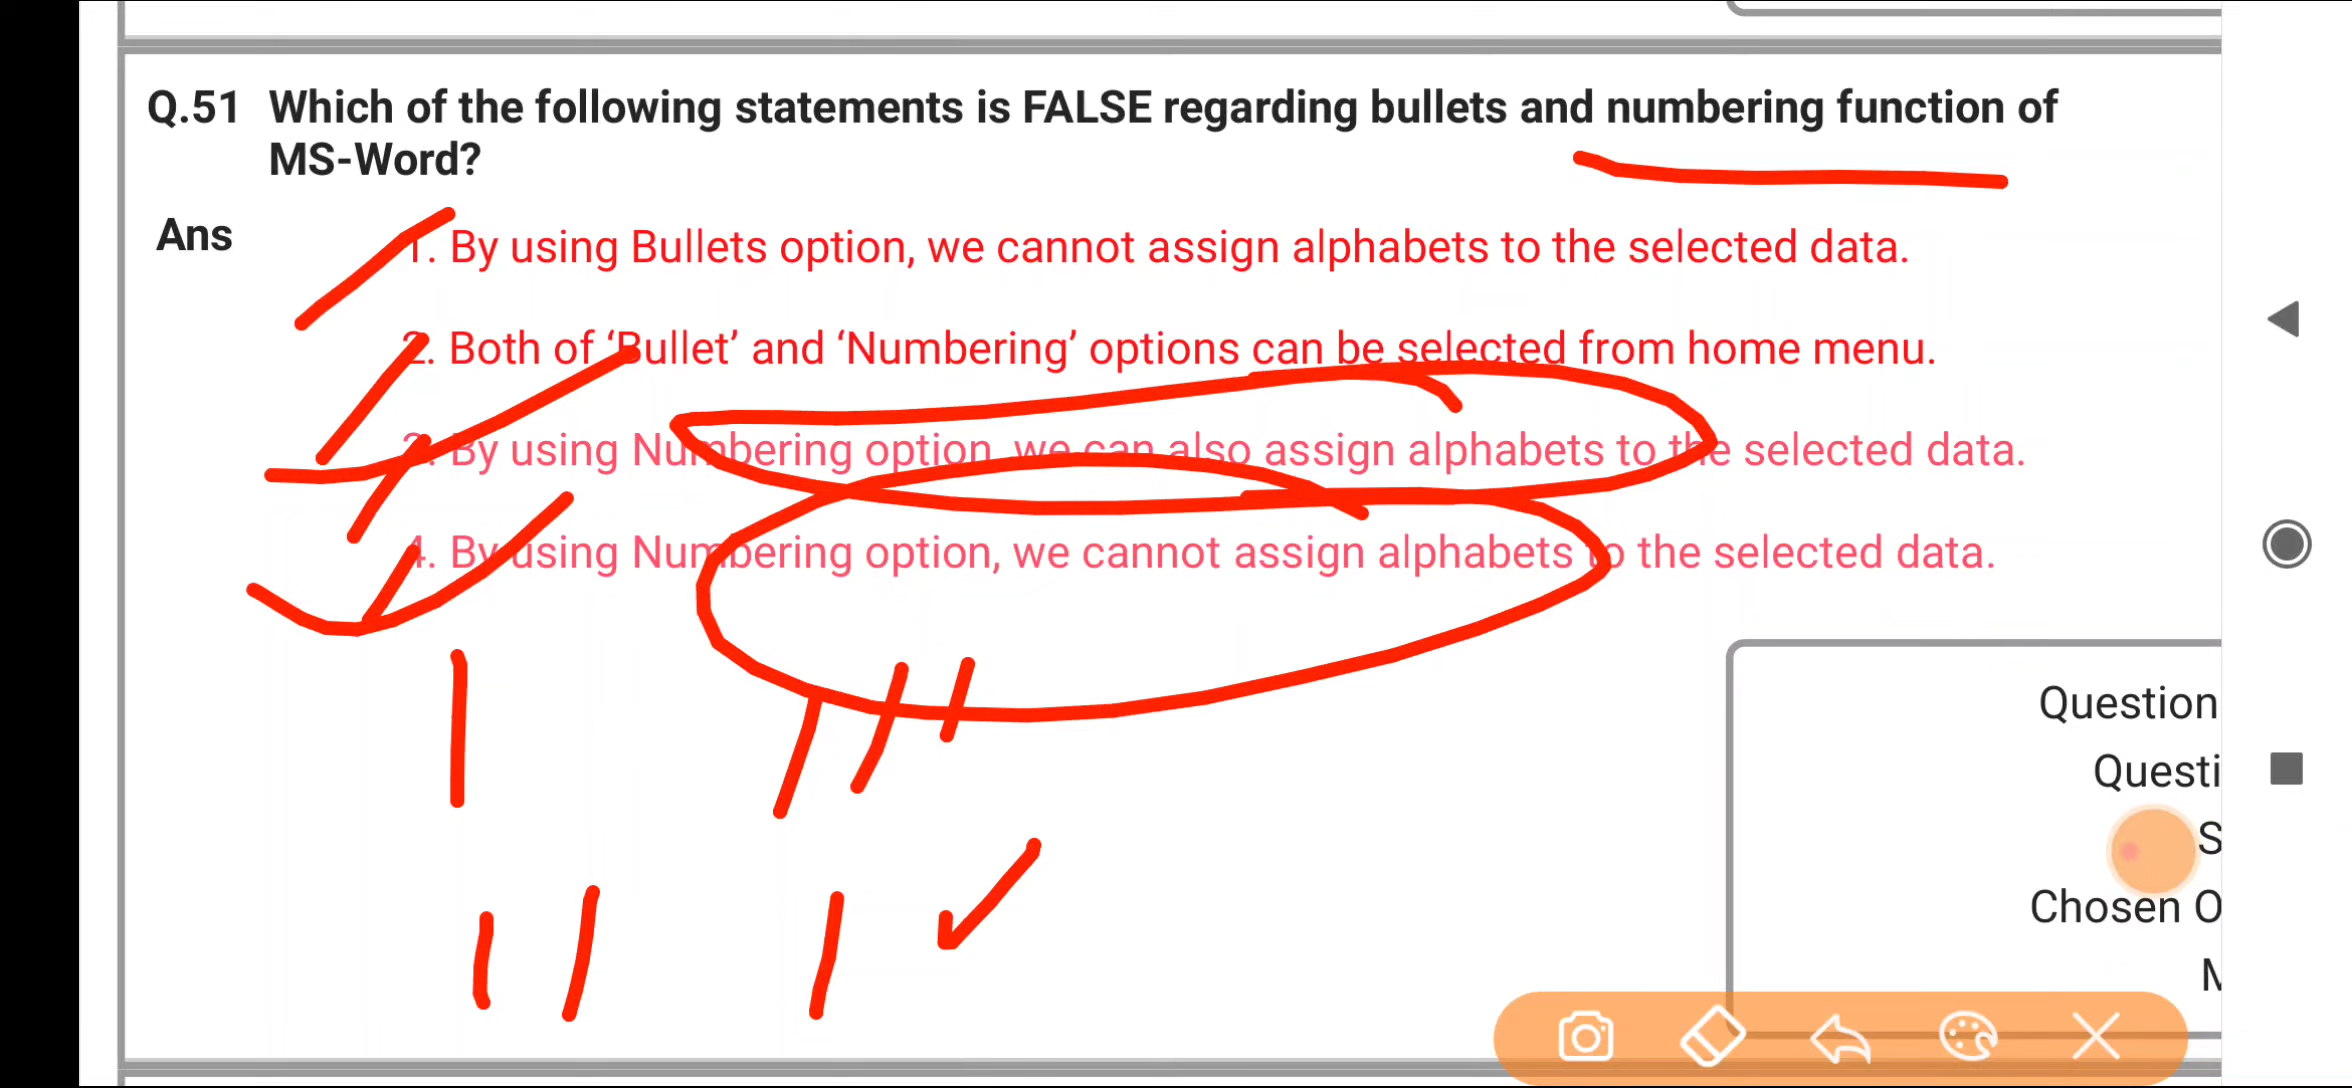 Q.51 Which of the following statements is FALSE regarding bullets and numbering function of
MS-Word?
Ans
1. By using Bullets option, we cannot assign alphabets to the selected data.
2. Both of ‘Bullet’ and ‘Numbering’ options can be selected from home menu.
3. By using Numbering option, we can also assign alphabets to the selected data.
4. By using Numbering option, we cannot assign alphabets to the selected data.
Question
Questi
S
Chosen O